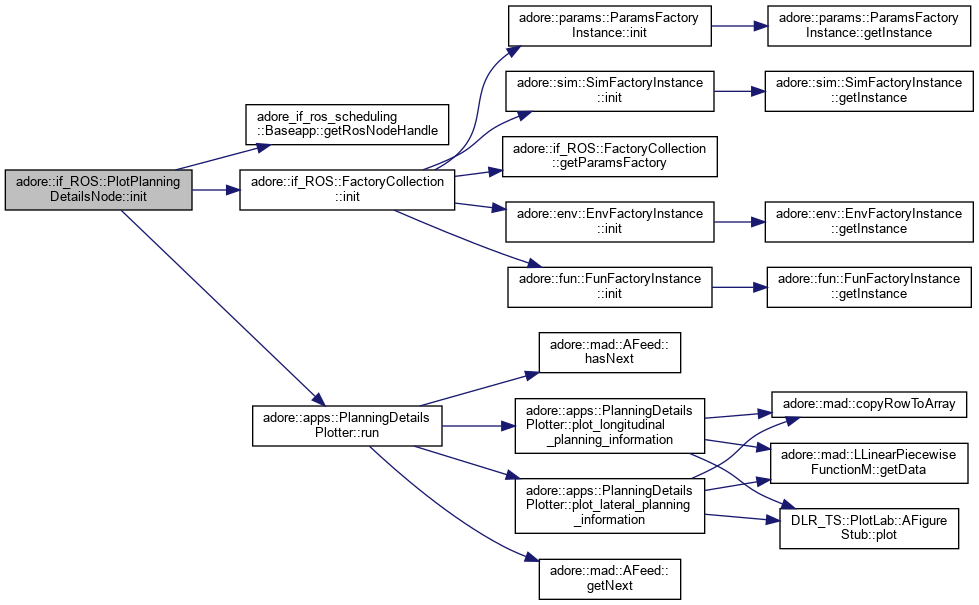 adore::if_ROS::PlotPlanning
DetailsNode::init
adore_if_ros_scheduling
::Baseapp::getRosNodeHandle
adore::if_ROS::FactoryCollection
::init
adore::params::ParamsFactory
Instance::init
adore::params::ParamsFactory
Instance::getInstance
adore::sim::SimFactoryInstance
::init
adore::sim::SimFactoryInstance
::getInstance
adore::if_ROS::FactoryCollection
::getParamsFactory
adore::env::EnvFactoryInstance
::init
adore::env::EnvFactoryInstance
::getInstance
adore::fun::FunFactoryInstance
::init
adore::fun::FunFactoryInstance
::getInstance
adore::apps::PlanningDetails
Plotter::run
adore::mad::AFeed::
hasNext
adore::apps::PlanningDetails
Plotter::plot_longitudinal
_planning_information
adore::mad::copyRowToArray
adore::mad::LLinearPiecewise
FunctionM::getData
adore::apps::PlanningDetails
Plotter::plot_lateral_planning
_information
DLR_TS::PlotLab::AFigure
Stub::plot
adore::mad::AFeed::
getNext